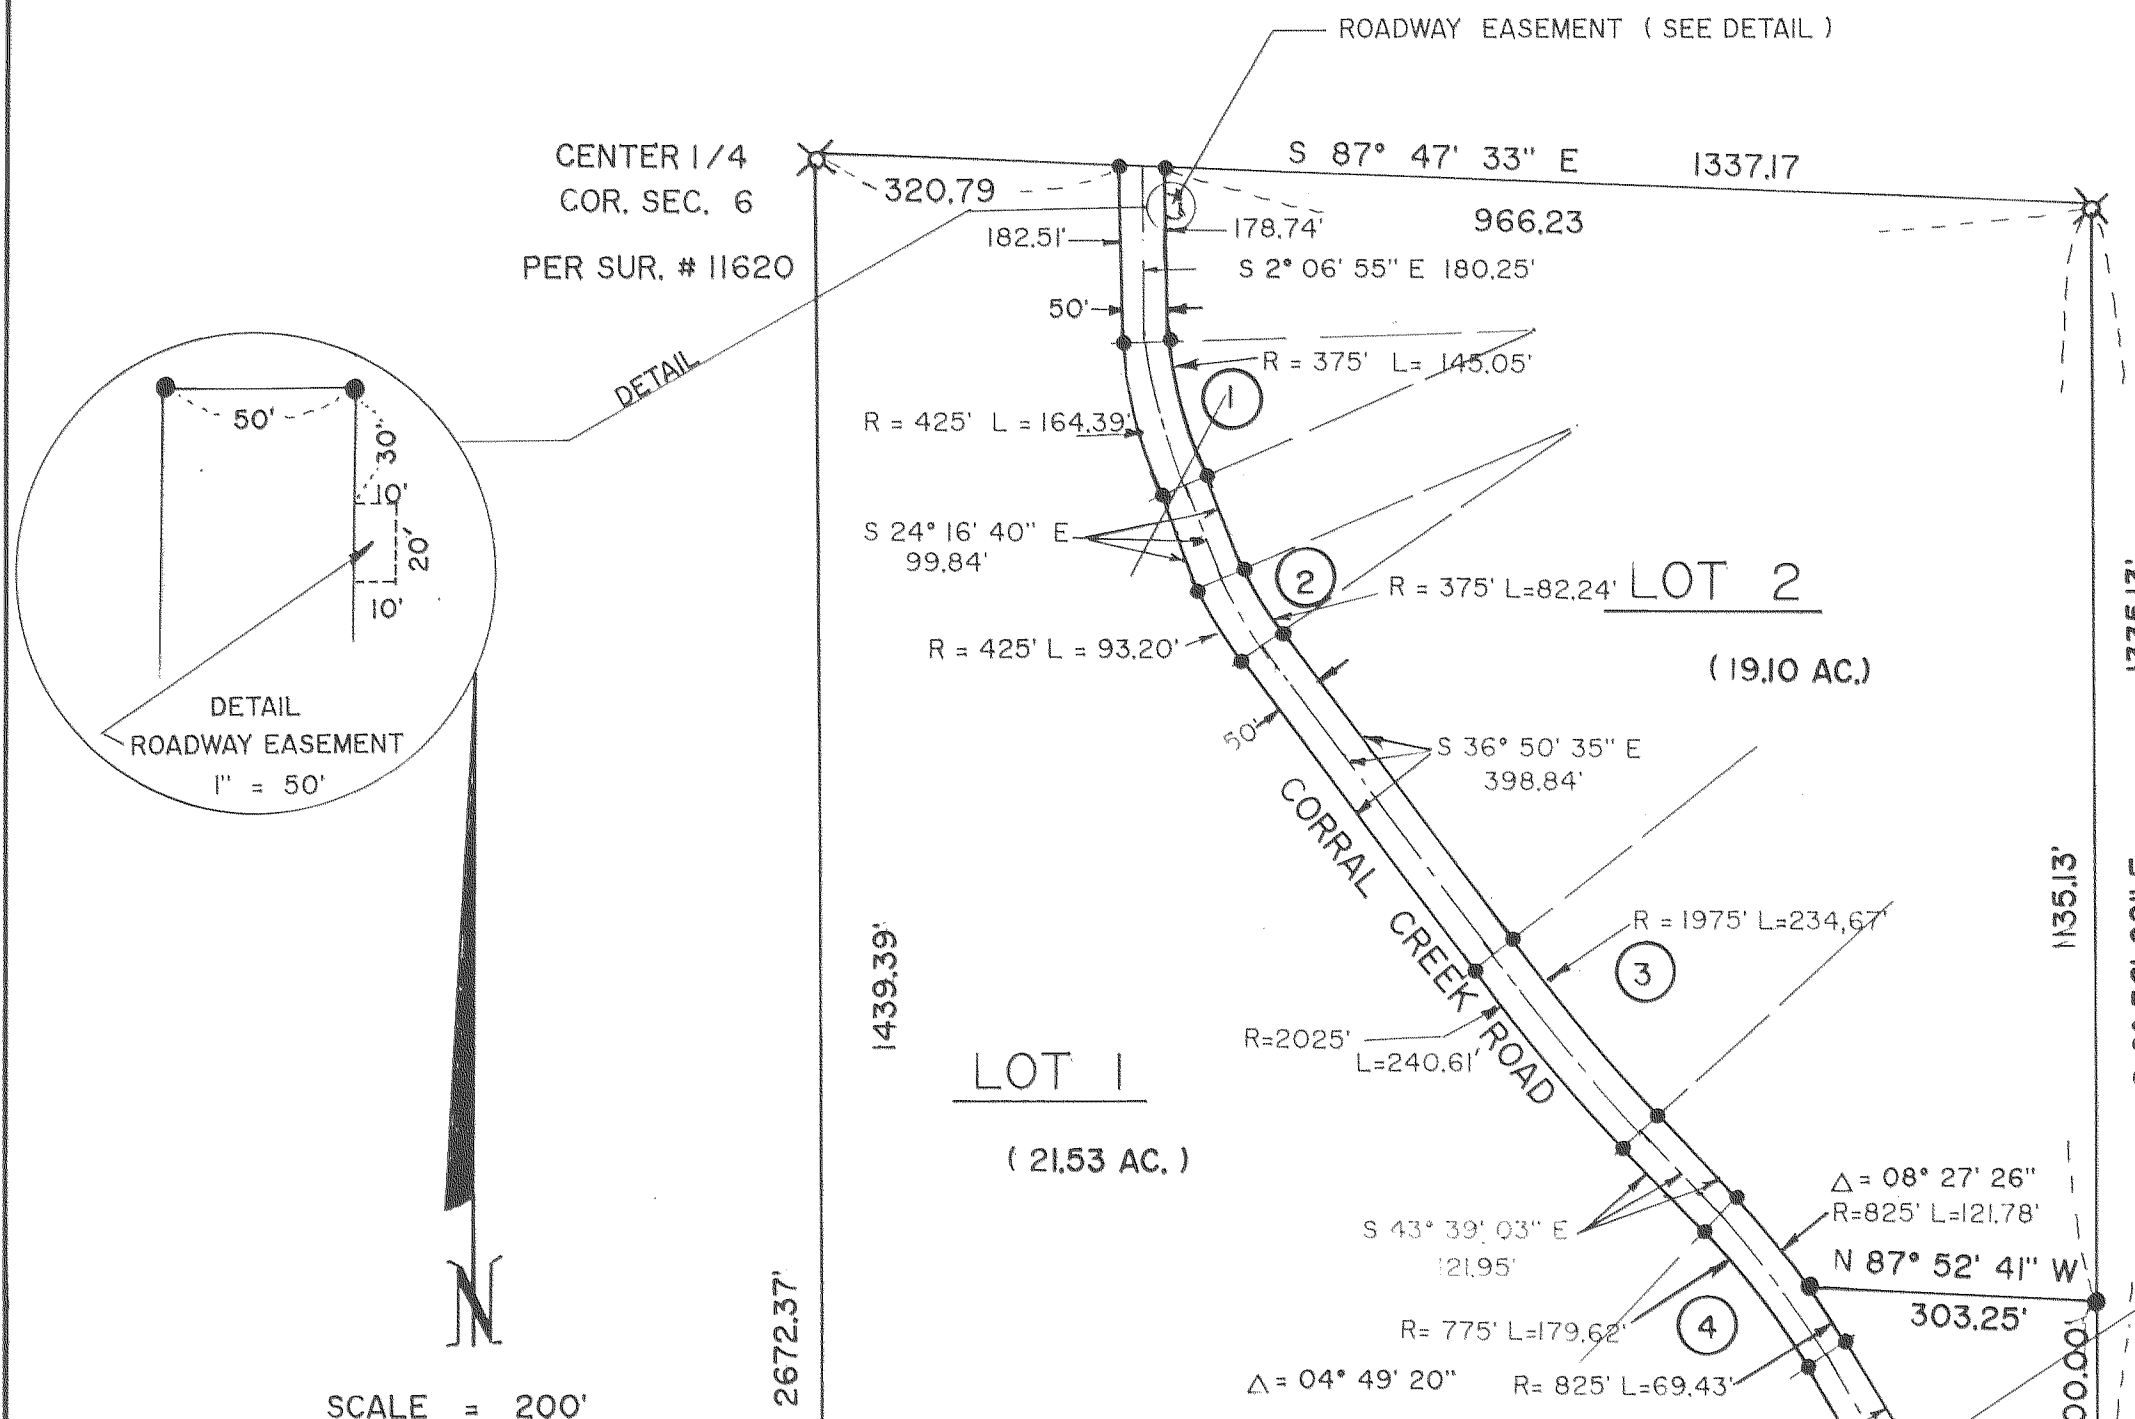 ROADWAY EASEMENT ( SEE DETAIL )
CENTER 1/4
COR. SEC. 6
PER SUR. # 11620
320.79
S 87° 47' 33" E 1337.17
966.23
182.51'
178.74'
S 2° 06' 55" E 180.25'
50'
R = 375' L= 145.05'
1
DETAIL
R = 425' L = 164.39'
S 24° 16' 40" E
99.84'
2
R = 375' L=82.24'
R = 425' L = 93.20'
LOT 2
( 19.10 AC.)
50'
30"
10'
20'
10'
DETAIL
ROADWAY EASEMENT
1" = 50'
50'
S 36° 50' 35" E
398.84'
CORRAL CREEK ROAD
R = 1975' L=234.67'
3
1135.13'
1439.39'
R=2025'
L=240.61'
LOT 1
( 21.53 AC. )
S 43° 39' 03" E
121.95'
Δ = 08° 27' 26"
R=825' L=121.78'
N 87° 52' 41" W
303.25'
R= 775' L=179.62'
4
Δ = 04° 49' 20"
R= 825' L=69.43'
2672.37'
N
SCALE = 200'